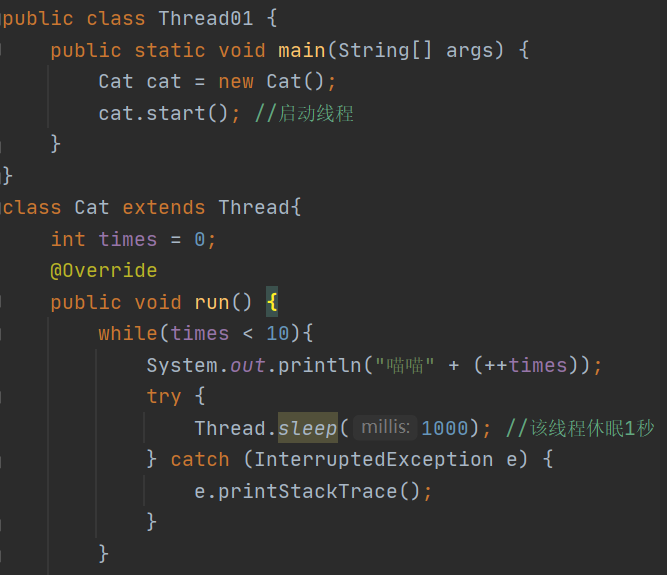 public class Thread01 {
    public static void main(String[] args) {
        Cat cat = new Cat();
        cat.start(); //启动线程
    }
}
class Cat extends Thread{
    int times = 0;
    @Override
    public void run() {
        while(times < 10){
            System.out.println("喵喵" + (++times));
            try {
                Thread.sleep( millis: 1000); //该线程休眠1秒
            } catch (InterruptedException e) {
                e.printStackTrace();
            }
        }